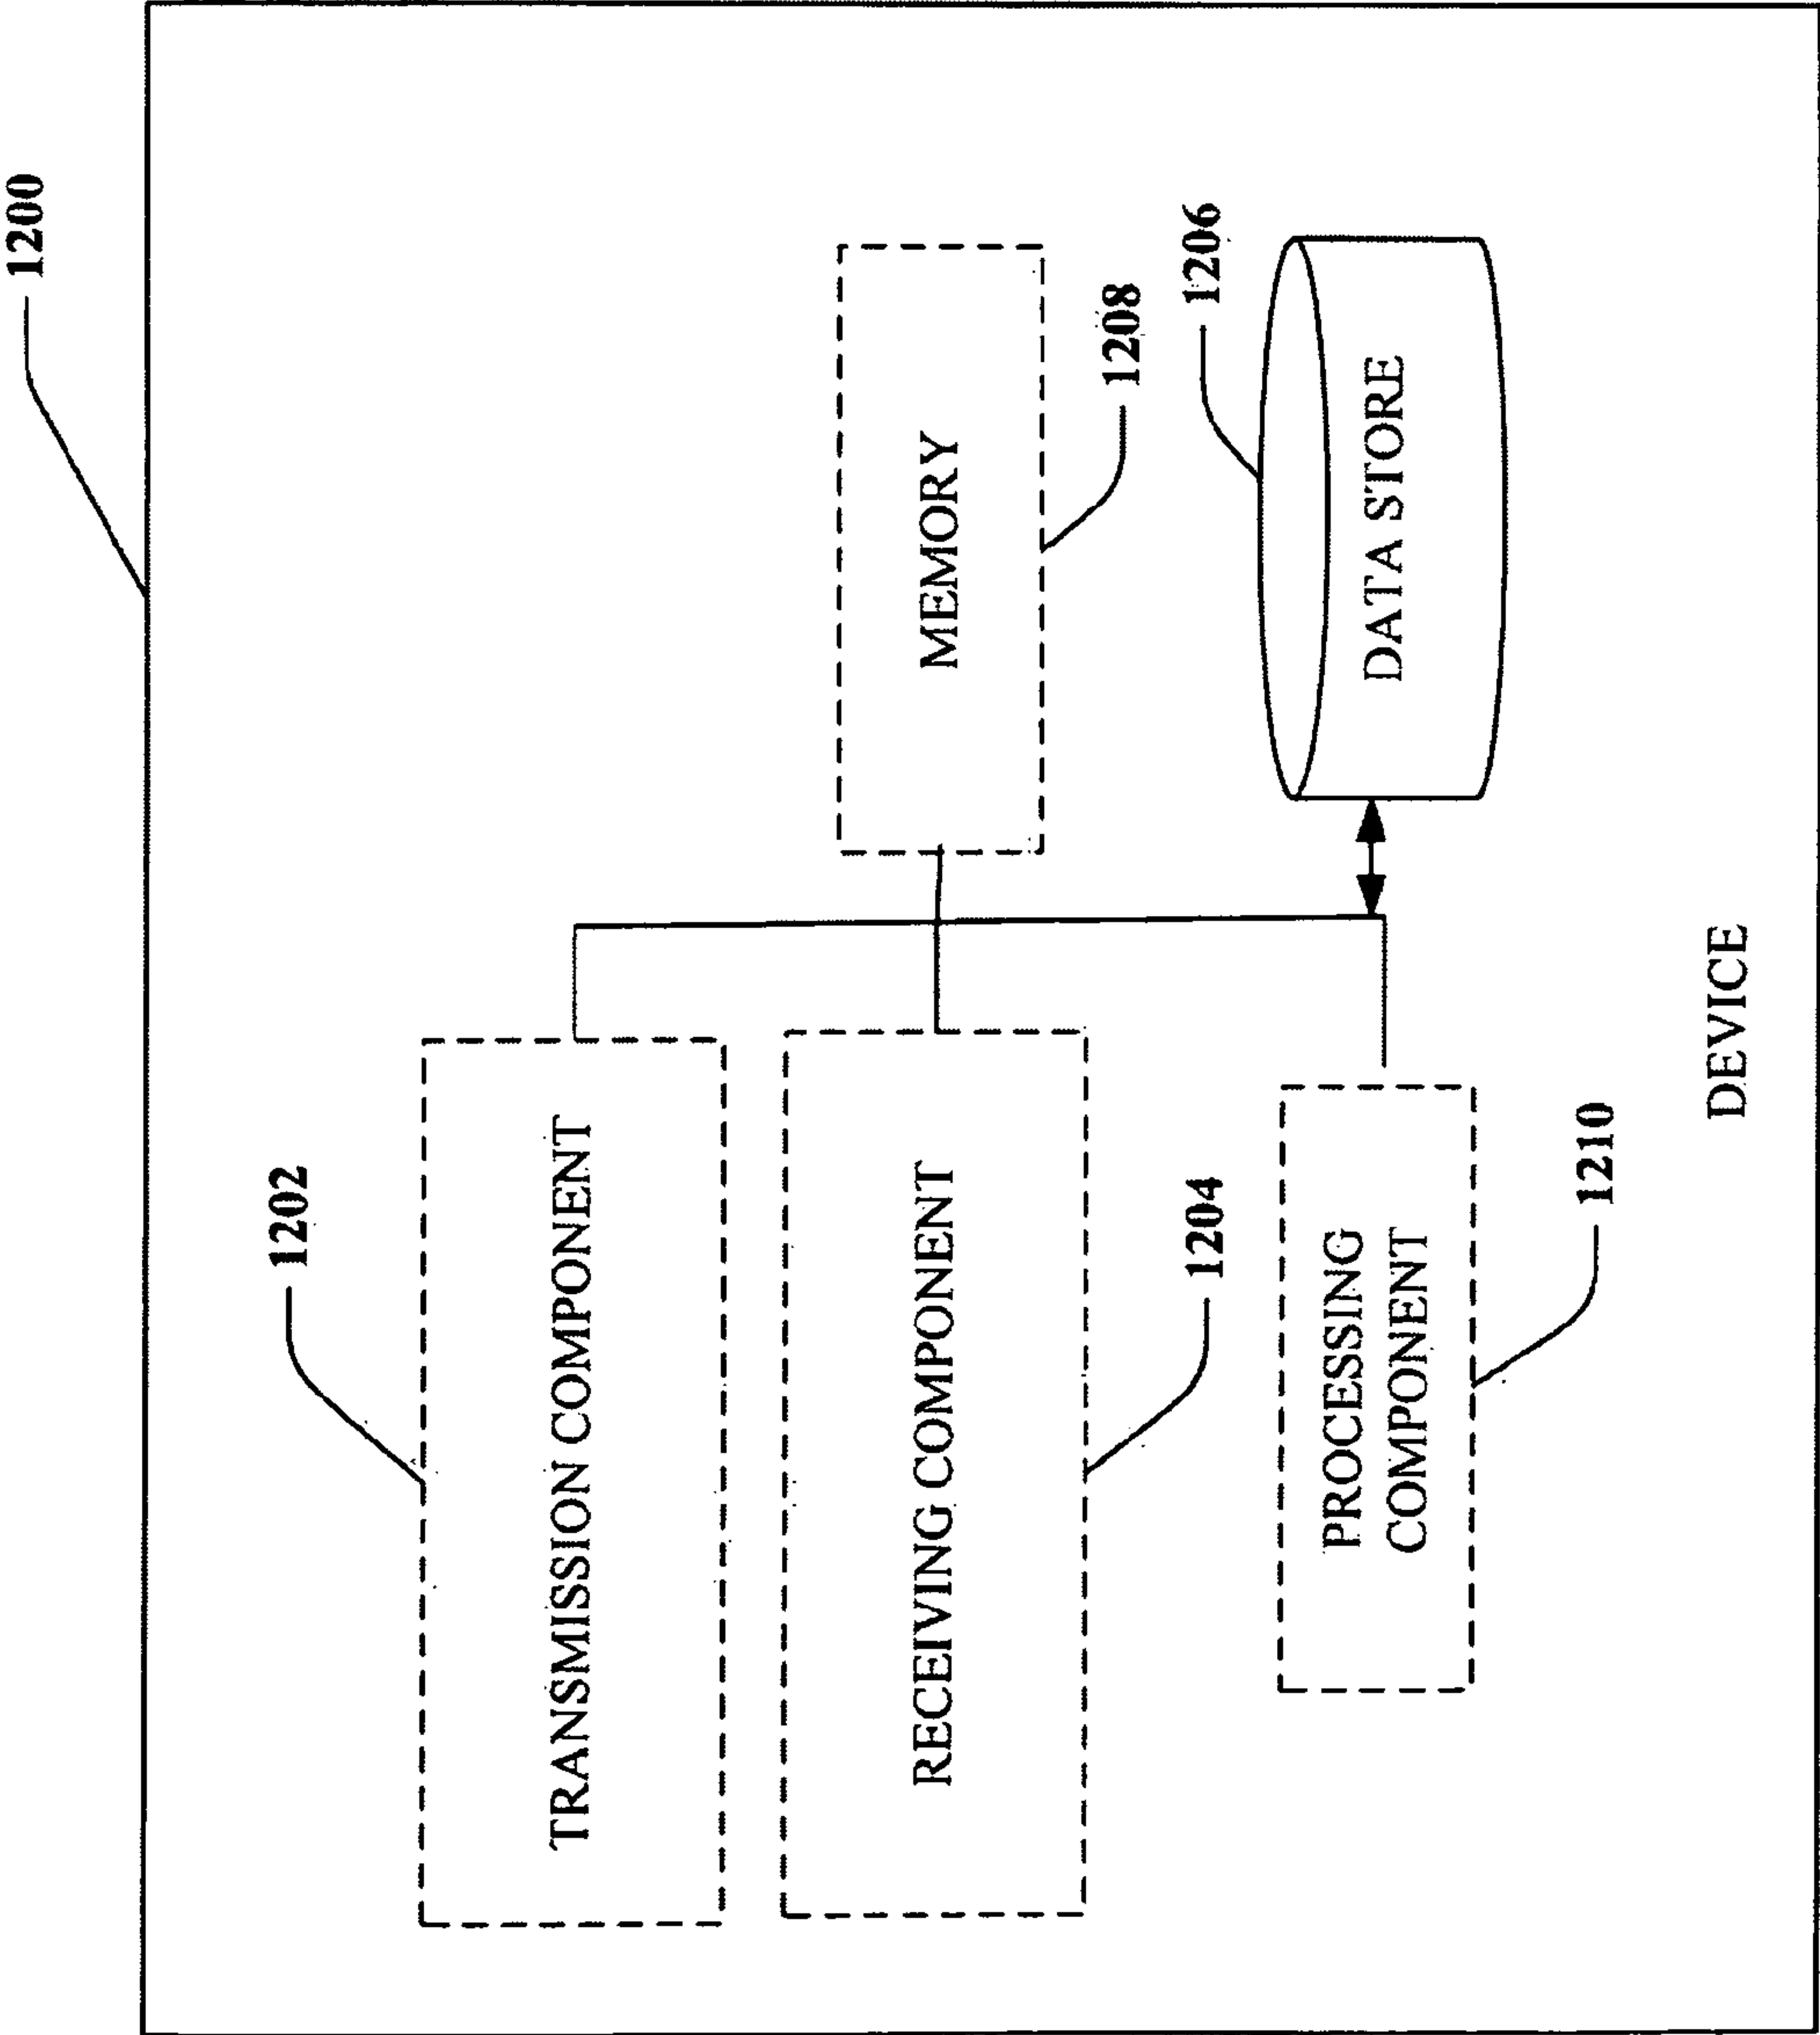 1200
1202
TRANSMISSION COMPONENT
RECEIVING COMPONENT
1204
MEMORY
1208
1206
DATA STORE
PROCESSING
COMPONENT
1210
DEVICE